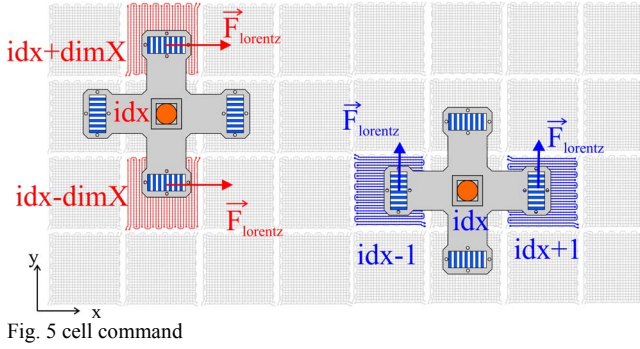 idx+dimX
F lorentz
idx
idx-dimX
F lorentz
F lorentz
F lorentz
idx
idx-1
idx+1
y
x
Fig. 5 cell command